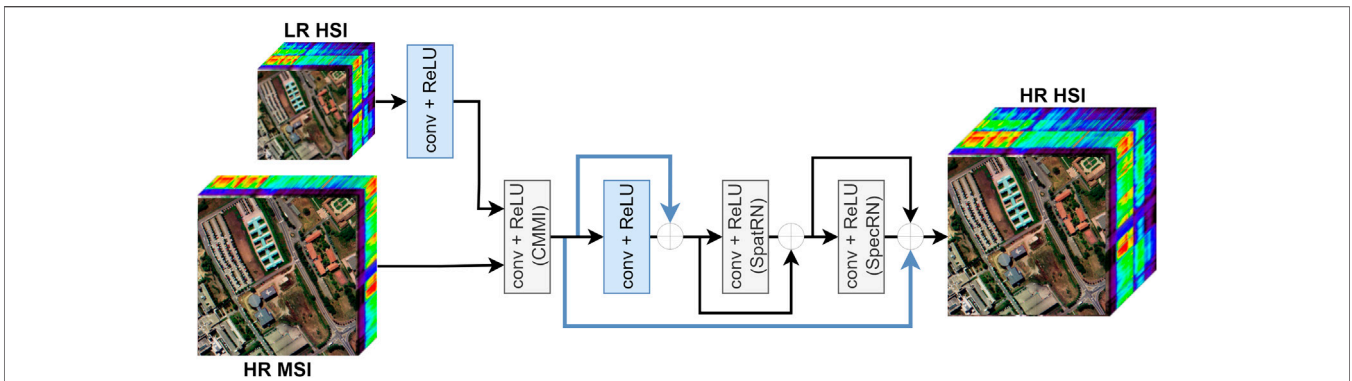 LR HSI
conv + ReLU
HR MSI
conv + ReLU
(CMMI)
conv + ReLU
conv + ReLU
(SpatRN)
conv + ReLU
(SpecRN)
HR HSI